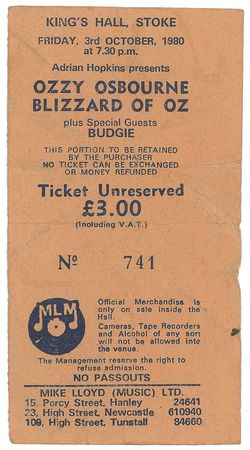 KING'S HALL, STOKE
FRIDAY, 3rd OCTOBER, 1980
at 7.30 p.m.
Adrian Hopkins presents
OZZY OSBOURNE
BLIZZARD OF OZ
plus Special Guests
BUDGIE
THIS PORTION TO BE RETAINED
BY THE PURCHASER
NO TICKET CAN BE EXCHANGED
OR MONEY REFUNDED
Ticket Unreserved
£3.00
(Including V.A.T.)
No 741
MLM
Official Merchandise is
only on sale inside the
Hall.
Cameras, Tape Recorders
and Alcohol of any sort
will not be allowed into
the venue.
The Management reserve the right to
refuse admission.
NO PASSOUTS
MIKE LLOYD (MUSIC) LTD.
15, Percy Street, Hanley 24641
23, High Street, Newcastle 610940
109, High Street, Tunstall 84660